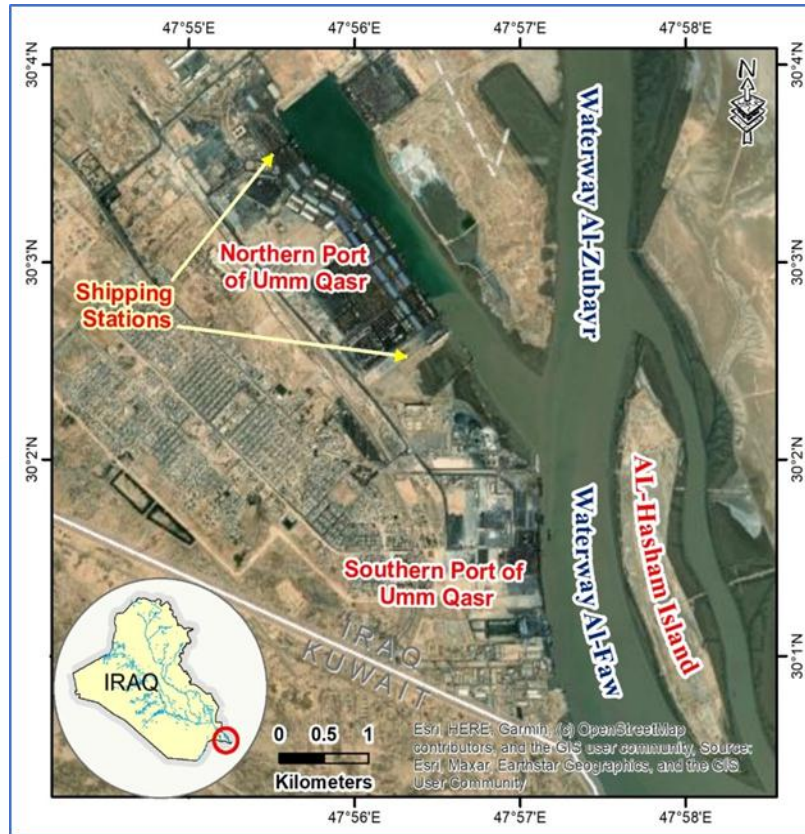 47°55'E 47°56'E 47°57'E 47°58'E
30°4'N 30°4'N
N
Waterway Al-Zubayr
30°3'N 30°3'N
Northern Port
of Umm Qasr
Shipping
Stations
30°2'N 30°2'N
AL-Hasham Island
Waterway Al-Faw
Southern Port of
Umm Qasr
IRAQ
KUWAIT
30°1'N 30°1'N
IRAQ
0 0.5 1
Kilometers
Esri, HERE, Garmin, (c) OpenStreetMap
contributors, and the GIS user community, Source:
Esri, Maxar, Earthstar Geographics, and the GIS
User Community
47°56'E 47°57'E 47°58'E